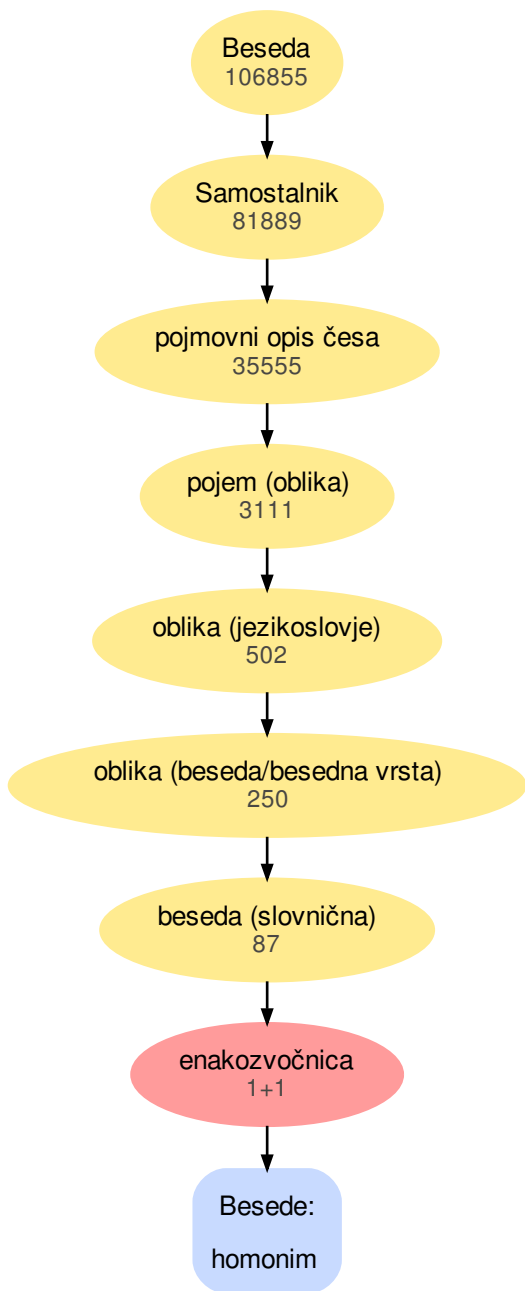 Beseda
106855
Samostalnik
81889
pojmovni opis česa
35555
pojem (oblika)
3111
oblika (jezikoslovje)
502
oblika (beseda/besedna vrsta)
250
beseda (slovnična)
87
enakozvočnica
1+1
Besede:
homonim